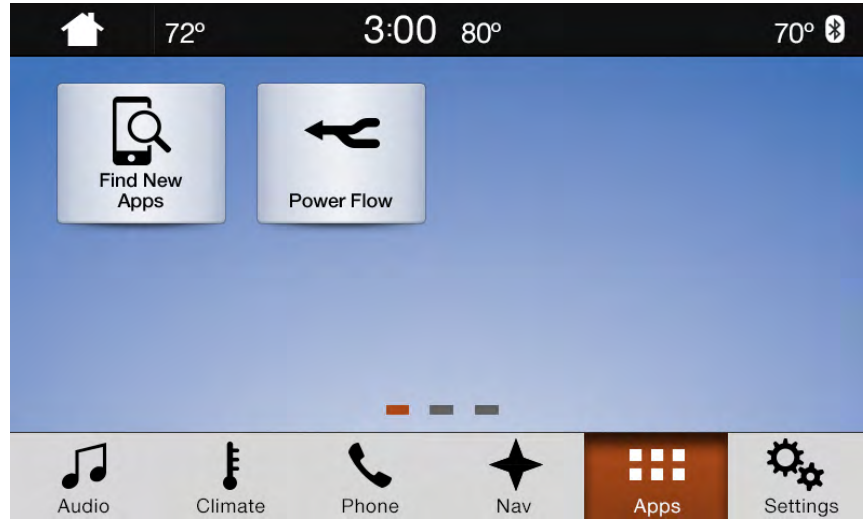 72° 3:00 80° 70°
Find New
Apps
Power Flow
Audio Climate Phone Nav Apps Settings